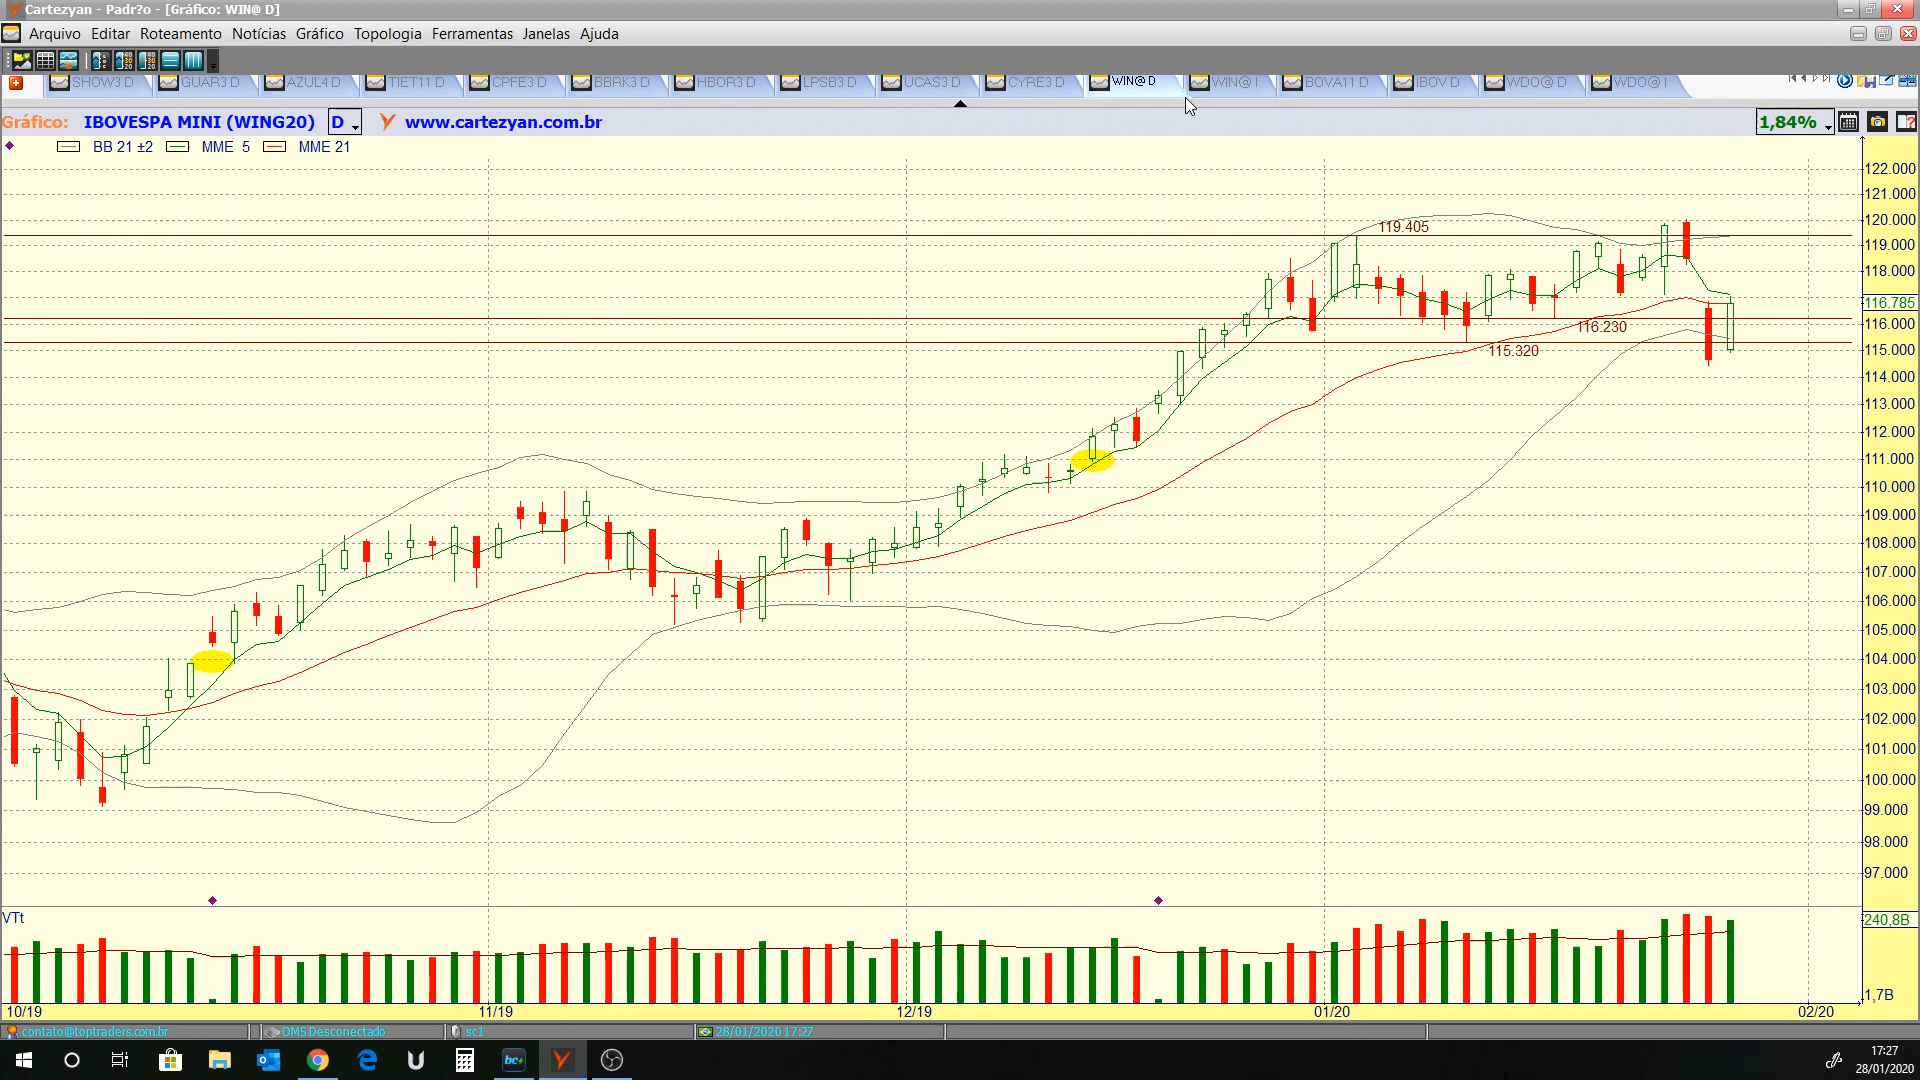 Cartezyan - Padr?o - [Gráfico: WIN@ D]
Arquivo Editar Roteamento Notícias Gráfico Topologia Ferramentas Janelas Ajuda
SHOW3 D GUAR3 D AZUL4 D TIET11 D CPFE3 D BBRK3 D HBOR3 D LPSB3 D UCAS3 D CYRE3 D WIN@ D WIN@ I BOVA11 D IBOV D WDO@ D WDO@ I
Gráfico: IBOVESPA MINI (WING20) D www.cartezyan.com.br 1,84%
BB 21 ±2 MME 5 MME 21
122.000
121.000
120.000
119.405
119.000
118.000
116.785
116.230
116.000
115.320
115.000
114.000
113.000
112.000
111.000
110.000
109.000
108.000
107.000
106.000
105.000
104.000
103.000
102.000
101.000
100.000
99.000
98.000
97.000
VTt
240,8B
1,7B
10/19 11/19 12/19 01/20 02/20
contato@toptraders.com.br OMS Desconectado sc1 28/01/2020 17:27
bc+
17:27
28/01/2020